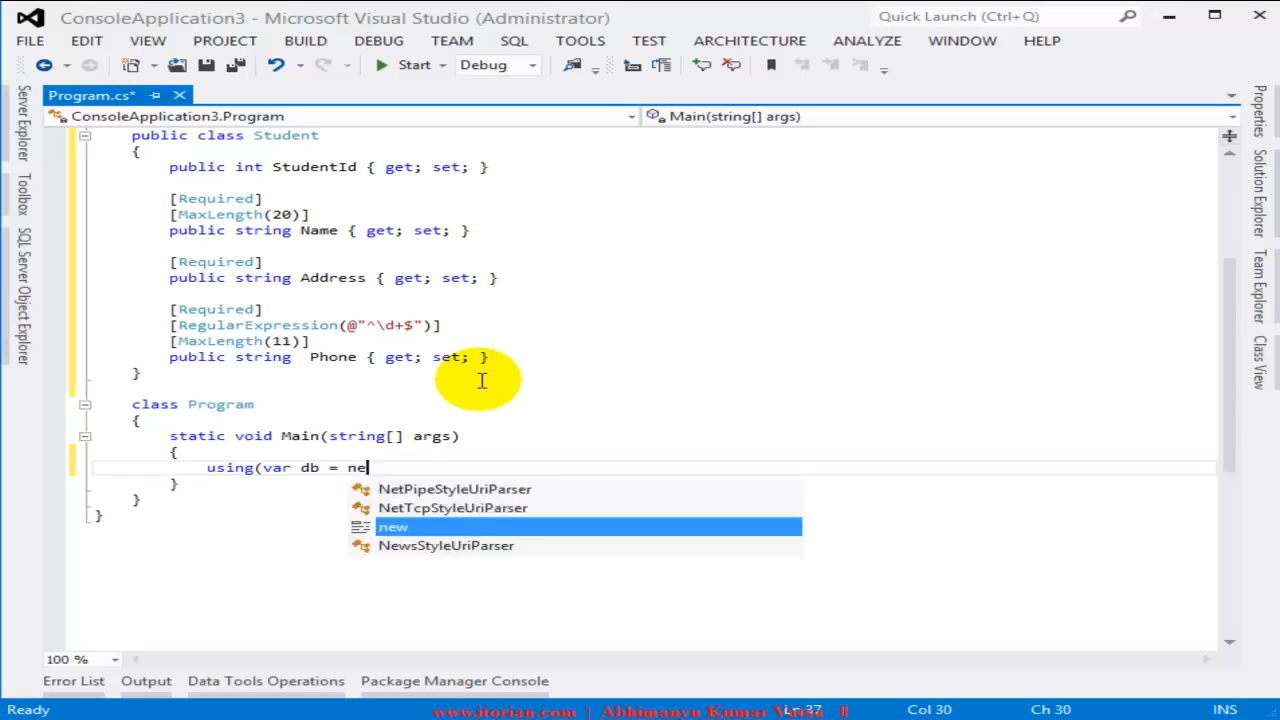 ConsoleApplication3 - Microsoft Visual Studio (Administrator)
Quick Launch (Ctrl+Q)
FILE EDIT VIEW PROJECT BUILD DEBUG TEAM SQL TOOLS TEST ARCHITECTURE ANALYZE WINDOW HELP
Start Debug
Program.cs*
ConsoleApplication3.Program
Main(string[] args)
Server Explorer
Toolbox
SQL Server Object Explorer
public class Student
{
public int StudentId { get; set; }
[Required]
[MaxLength(20)]
public string Name { get; set; }
[Required]
public string Address { get; set; }
[Required]
[RegularExpression(@"^\d+$")]
[MaxLength(11)]
public string  Phone { get; set; }
}
class Program
{
static void Main(string[] args)
{
using(var db = ne
}
}
}
NetPipeStyleUriParser
NetTcpStyleUriParser
new
NewsStyleUriParser
Properties
Solution Explorer
Team Explorer
Class View
100 %
Error List Output Data Tools Operations Package Manager Console
Ready
Ln 37 Col 30 Ch 30 INS
www.itorian.com | Abhimanyu Kumar Vatsa